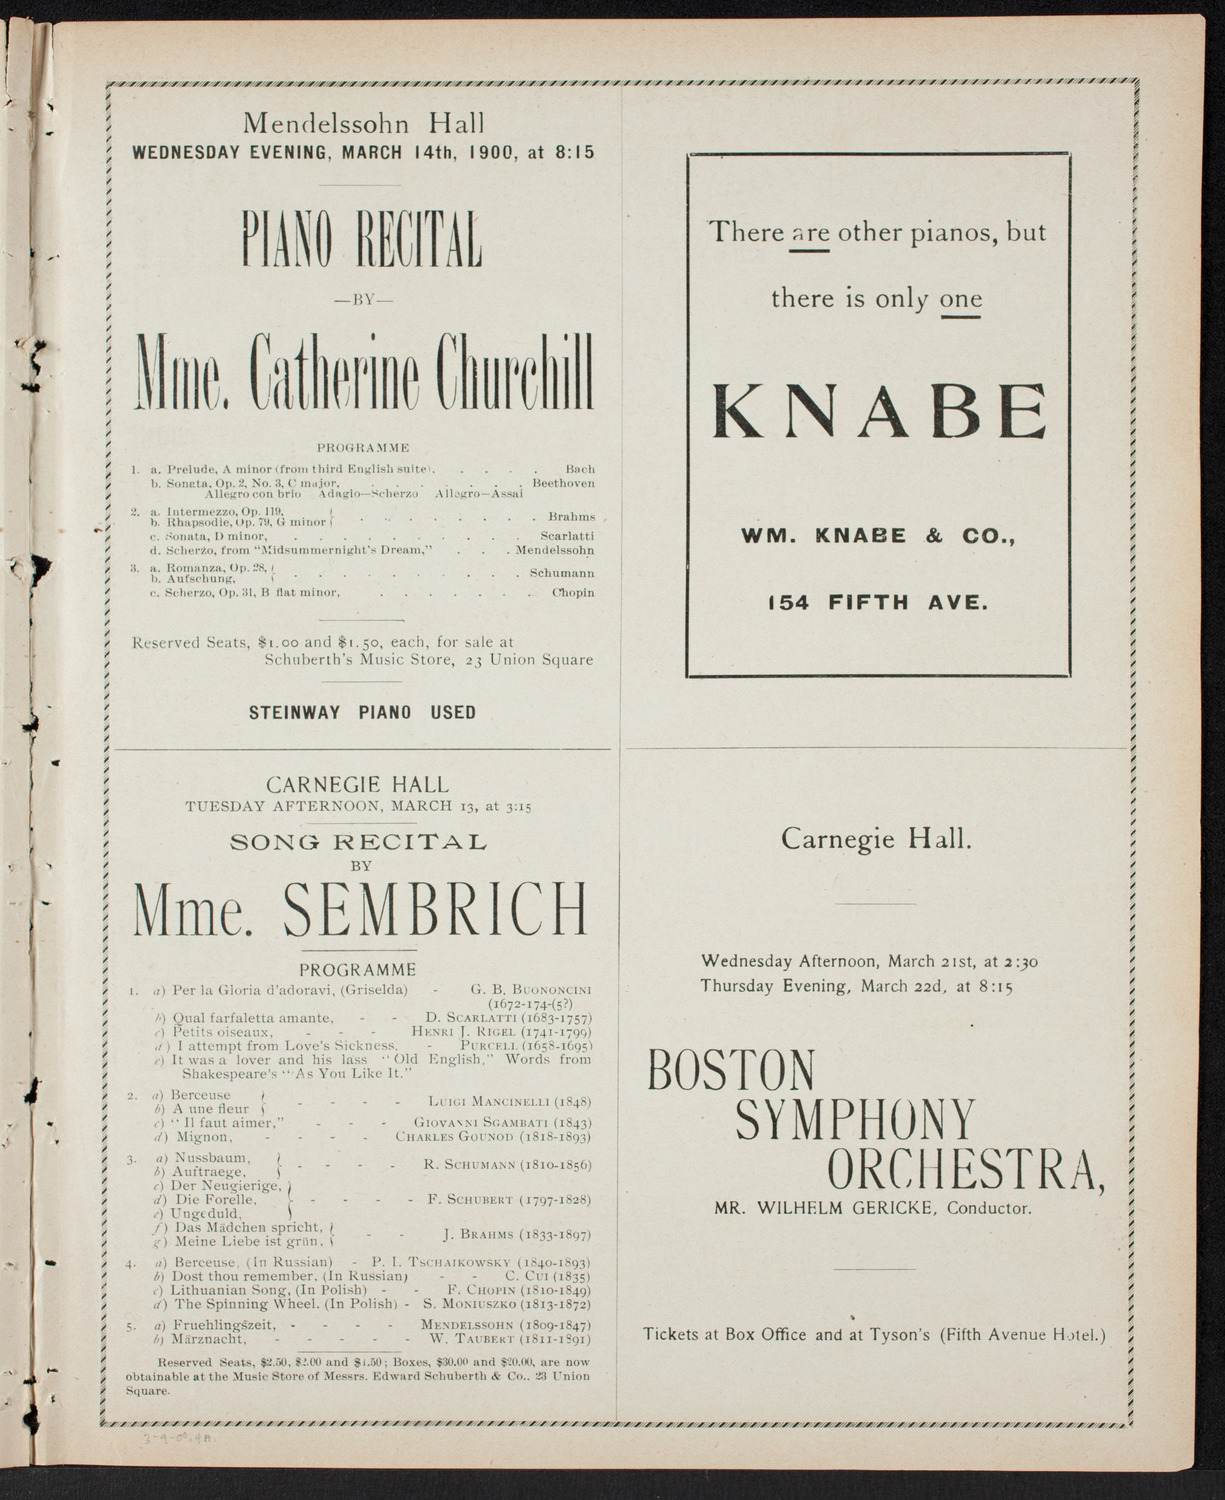 Mendelssohn Hall
WEDNESDAY EVENING, MARCH 14th, 1900, at 8:15
PIANO RECITAL
—BY—
Mme. Catherine Churchill
PROGRAMME
1. a. Prelude, A minor (from third English suite), . . . . Bach
b. Sonata, Op. 2, No. 3, C major, . . . . . . . Beethoven
Allegro con brio Adagio—Scherzo Allegro—Assai
2. a. Intermezzo, Op. 119,
b. Rhapsodie, Op. 79, G minor . . . . . . . Brahms
c. Sonata, D minor, . . . . . . . . . Scarlatti
d. Scherzo, from “Midsummernight's Dream,” . . . Mendelssohn
3. a. Romanza, Op. 28,
b. Aufschung, . . . . . . . . . Schumann
c. Scherzo, Op. 31, B flat minor, . . . . . . . Chopin
Reserved Seats, $1.00 and $1.50, each, for sale at
Schuberth's Music Store, 23 Union Square
STEINWAY PIANO USED
CARNEGIE HALL
TUESDAY AFTERNOON, MARCH 13, at 3:15
SONG RECITAL
BY
Mme. SEMBRICH
PROGRAMME
1. a) Per la Gloria d'adoravi, (Griselda) - G. B. BUONONCINI
(1672-174-(5?)
b) Qual farfaletta amante, - - D. SCARLATTI (1683-1757)
c) Petits oiseaux, - - - HENRI J. RIGEL (1741-1799)
d) I attempt from Love's Sickness, - PURCELL (1658-1695)
e) It was a lover and his lass “Old English,” Words from
Shakespeare's “As You Like It.”
2. a) Berceuse
b) A une fleur - - - - LUIGI MANCINELLI (1848)
c) “Il faut aimer,” - - - GIOVANNI SGAMBATI (1843)
d) Mignon, - - - - CHARLES GOUNOD (1818-1893)
3. a) Nussbaum,
b) Auftraege, - - - - R. SCHUMANN (1810-1856)
c) Der Neugierige,
d) Die Forelle, - - - - F. SCHUBERT (1797-1828)
e) Ungeduld,
f) Das Mädchen spricht,
g) Meine Liebe ist grün, - - J. BRAHMS (1833-1897)
4. a) Berceuse, (In Russian) - P. I. TSCHAIKOWSKY (1840-1893)
b) Dost thou remember, (In Russian) - - C. CUI (1835)
c) Lithuanian Song, (In Polish) - - F. CHOPIN (1810-1849)
d) The Spinning Wheel. (In Polish) - S. MONIUSZKO (1813-1872)
5. a) Fruehlingszeit, - - - - MENDELSSOHN (1809-1847)
b) Märznacht, - - - - - W. TAUBERT (1811-1891)
Reserved Seats, $2.50, $2.00 and $1.50; Boxes, $30.00 and $20.00, are now
obtainable at the Music Store of Messrs. Edward Schuberth & Co.. 23 Union
Square.
There are other pianos, but
there is only one
KNABE
WM. KNABE & CO.,
154 FIFTH AVE.
Carnegie Hall.
Wednesday Afternoon, March 21st, at 2:30
Thursday Evening, March 22d, at 8:15
BOSTON
SYMPHONY
ORCHESTRA,
MR. WILHELM GERICKE, Conductor.
Tickets at Box Office and at Tyson's (Fifth Avenue Hotel.)